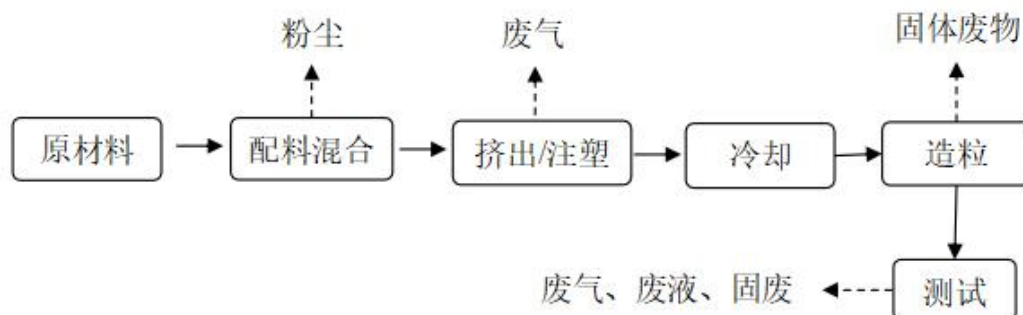 粉尘
废气
固体废物
原材料
配料混合
挤出/注塑
冷却
造粒
废气、废液、固废
测试